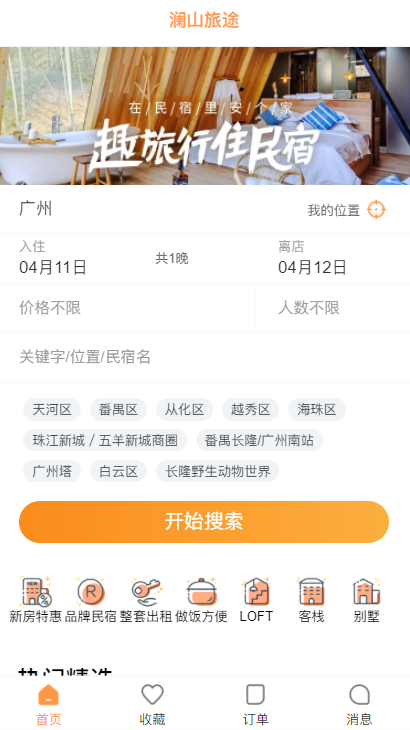 澜山旅途
在/民/宿/里/安/个/家
趣旅行住民宿
广州
我的位置
入住
离店
04月11日
共1晚
04月12日
价格不限
人数不限
关键字/位置/民宿名
天河区
番禺区
从化区
越秀区
海珠区
珠江新城 / 五羊新城商圈
番禺长隆/广州南站
广州塔
白云区
长隆野生动物世界
开始搜索
NEW
%
R
新房特惠
品牌民宿
整套出租
做饭方便
LOFT
客栈
别墅
热门精选
首页
收藏
订单
消息